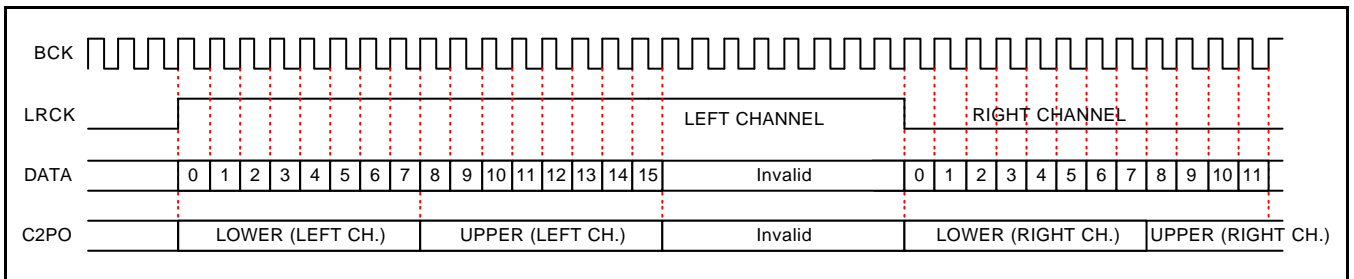 BCK
LRCK LEFT CHANNEL RIGHT CHANNEL
DATA 0 1 2 3 4 5 6 7 8 9 10 11 12 13 14 15 Invalid 0 1 2 3 4 5 6 7 8 9 10 11
C2PO LOWER (LEFT CH.) UPPER (LEFT CH.) Invalid LOWER (RIGHT CH.) UPPER (RIGHT CH.)